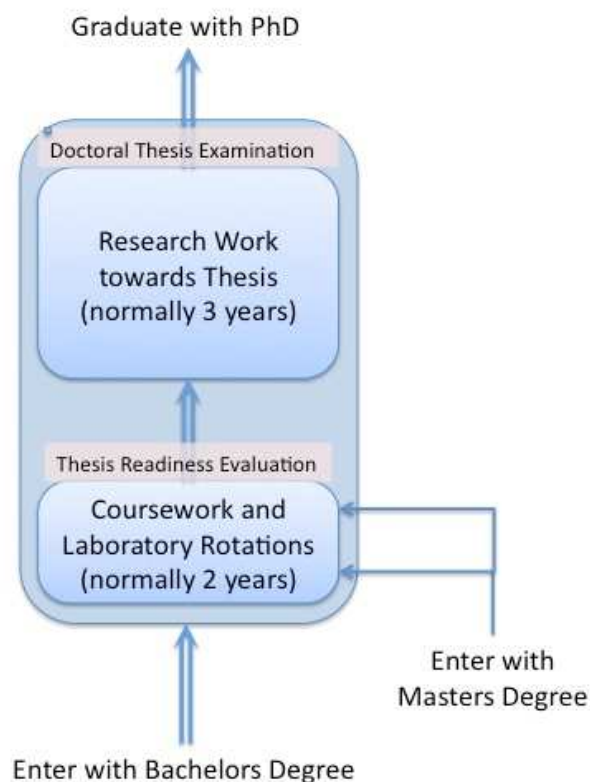 Graduate with PhD
Doctoral Thesis Examination
Research Work
towards Thesis
(normally 3 years)
Thesis Readiness Evaluation
Coursework and
Laboratory Rotations
(normally 2 years)
Enter with
Masters Degree
Enter with Bachelors Degree